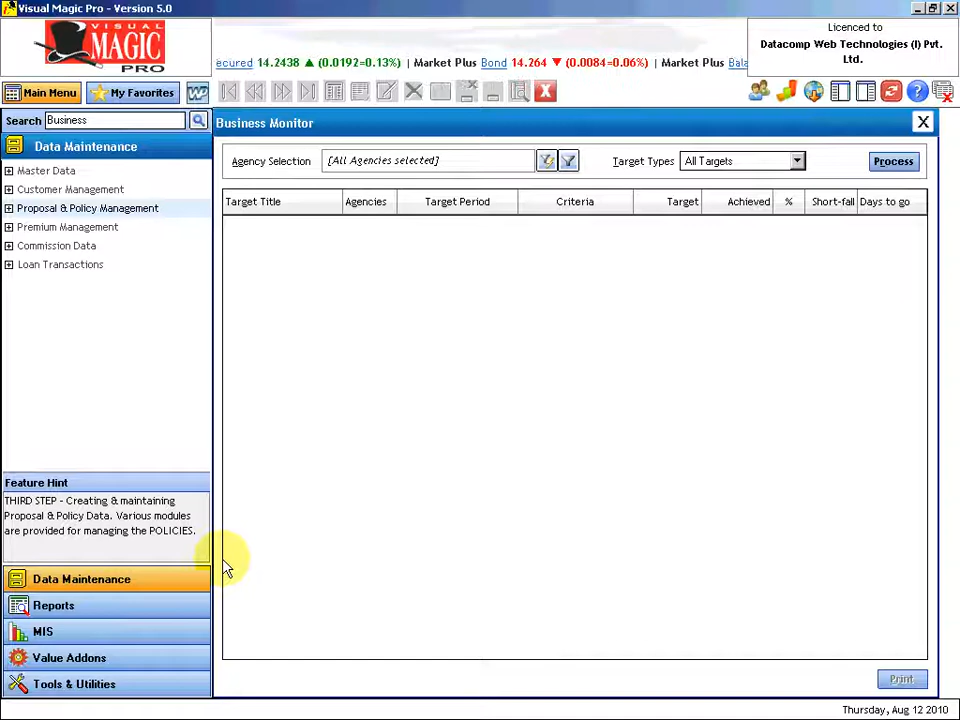 Visual Magic Pro - Version 5.0
VISUAL
MAGIC
PRO
ecured 14.2438 ▲ (0.0192=0.13%) | Market Plus Bond 14.264 ▼ (0.0084=0.06%) | Market Plus Bala
Licenced to
Datacomp Web Technologies (I) Pvt.
Ltd.
Main Menu
My Favorites
Search Business
Business Monitor
Data Maintenance
Master Data
Customer Management
Proposal & Policy Management
Premium Management
Commission Data
Loan Transactions
Agency Selection [All Agencies selected] Target Types All Targets Process
Target Title Agencies Target Period Criteria Target Achieved % Short-fall Days to go
Feature Hint
THIRD STEP - Creating & maintaining
Proposal & Policy Data. Various modules
are provided for managing the POLICIES.
Data Maintenance
Reports
MIS
Value Addons
Tools & Utilities
Print
Thursday, Aug 12 2010